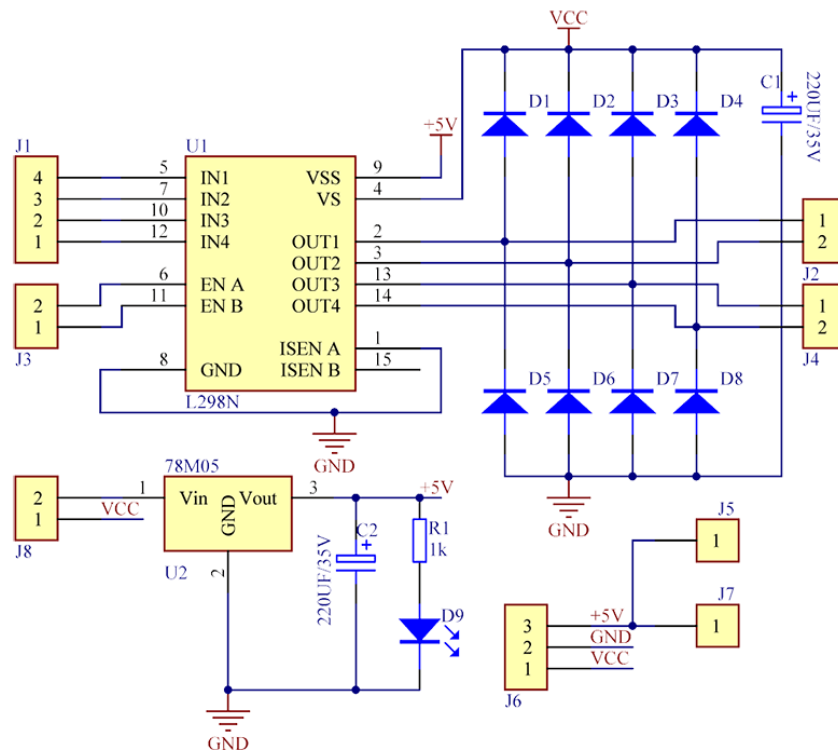 VCC
D1 D2 D3 D4 C1
220UF/35V
+5V
J1
4
3
2
1
U1
5 IN1 VSS 9
7 IN2 VS 4
10 IN3
12 IN4 OUT1 2
OUT2 3
6 EN A OUT3 13
11 EN B OUT4 14
ISEN A 1
8 GND ISEN B 15
L298N
GND
2
1
J3
1
2
J2
1
2
J4
D5 D6 D7 D8
GND
78M05
2
1
J8
VCC
1 Vin Vout 3
GND
2
U2
+5V
C2
220UF/35V
R1
1k
D9
GND
J5
1
J7
1
3 +5V
2 GND
1 VCC
J6